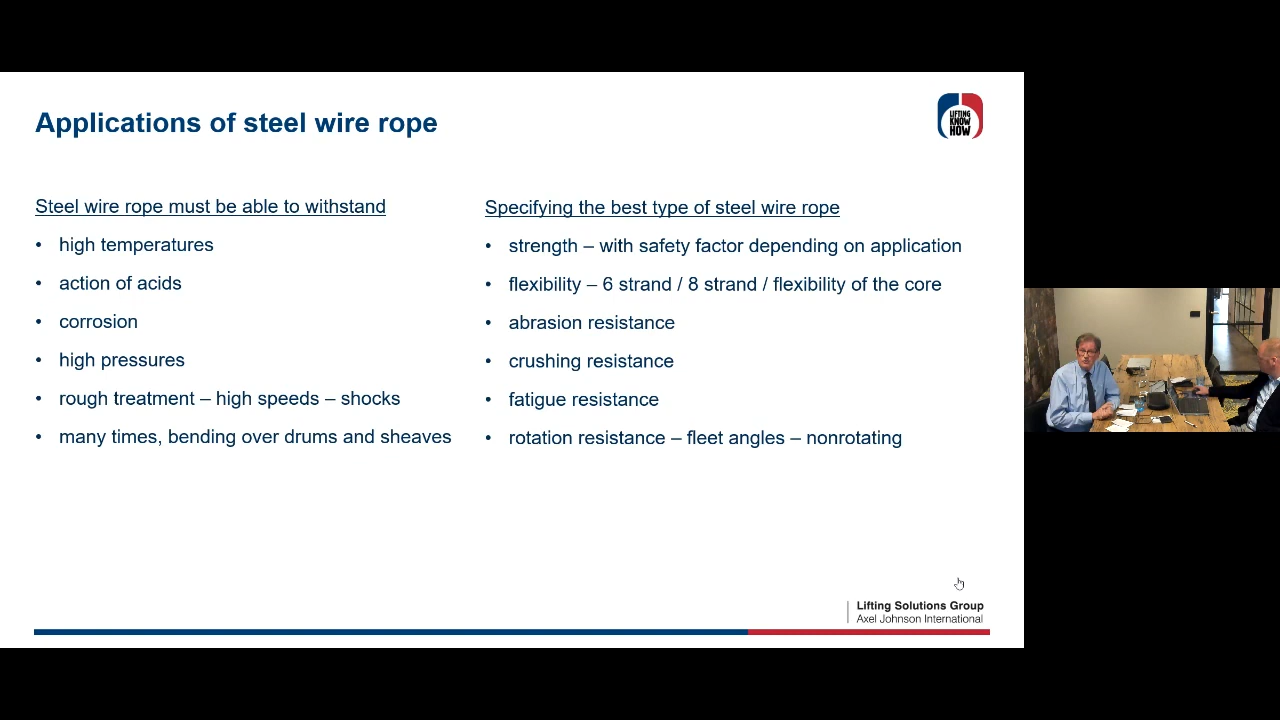 Applications of steel wire rope
LIFTING
KNOW
HOW
Steel wire rope must be able to withstand
• high temperatures
• action of acids
• corrosion
• high pressures
• rough treatment – high speeds – shocks
• many times, bending over drums and sheaves
Specifying the best type of steel wire rope
• strength – with safety factor depending on application
• flexibility – 6 strand / 8 strand / flexibility of the core
• abrasion resistance
• crushing resistance
• fatigue resistance
• rotation resistance – fleet angles – nonrotating
Lifting Solutions Group
Axel Johnson International